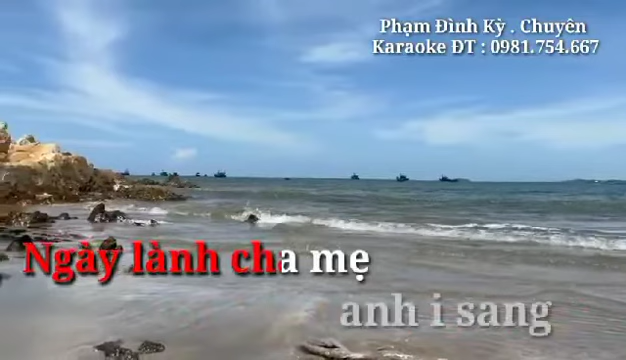 Phạm Đình Kỳ . Chuyên
Karaoke ĐT : 0981.754.667
Ngày lành cha mẹ
anh i sang